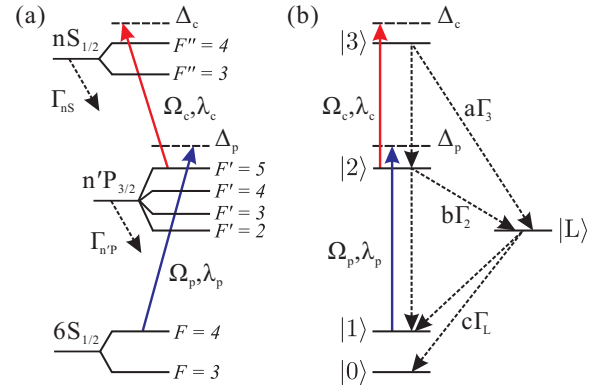 (a)
Δc
nS1/2
F'' = 4
F'' = 3
ΓnS
Ωc,λc
Δp
n'P3/2
F' = 5
F' = 4
F' = 3
F' = 2
Γn'P
Ωp,λp
6S1/2
F = 4
F = 3
(b)
Δc
|3⟩
Ωc,λc
aΓ3
Δp
|2⟩
bΓ2
|L⟩
Ωp,λp
|1⟩
cΓL
|0⟩